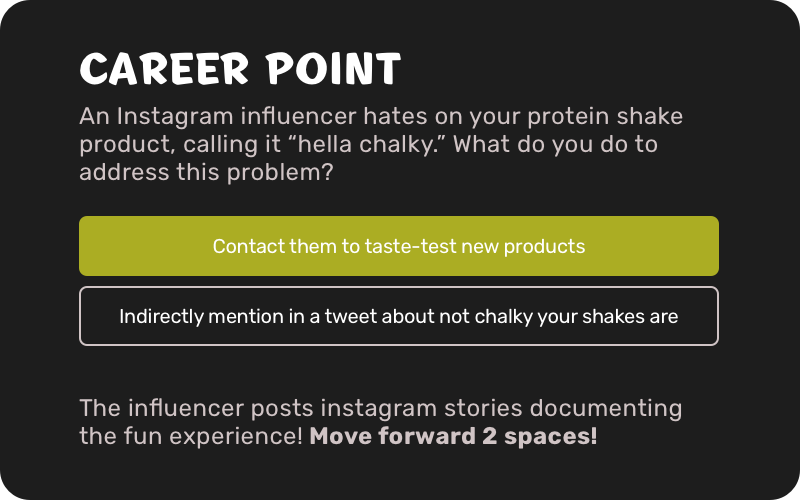 CAREER POINT
An Instagram influencer hates on your protein shake
product, calling it “hella chalky.” What do you do to
address this problem?
Contact them to taste-test new products
Indirectly mention in a tweet about not chalky your shakes are
The influencer posts instagram stories documenting
the fun experience! Move forward 2 spaces!